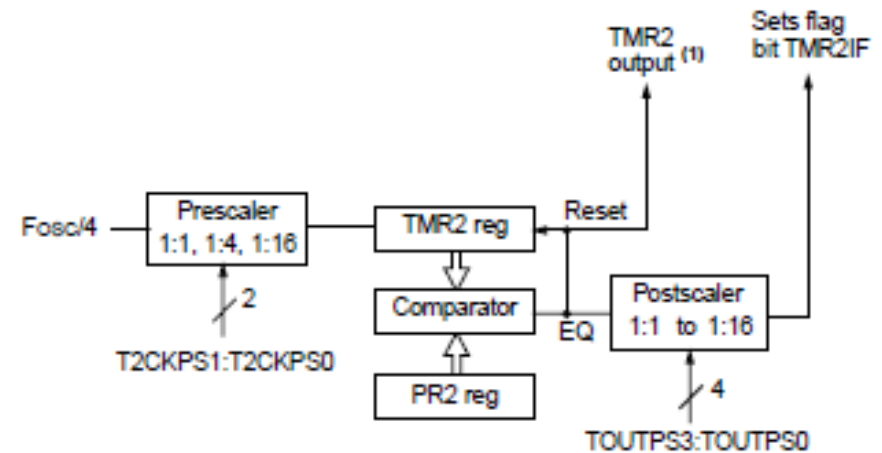 TMR2
output (1)
Sets flag
bit TMR2IF
Fosc/4
Prescaler
1:1, 1:4, 1:16
2
T2CKPS1:T2CKPS0
TMR2 reg
Reset
Comparator
EQ
PR2 reg
Postscaler
1:1 to 1:16
4
TOUTPS3:TOUTPS0